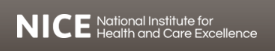 NICE National Institute for
Health and Care Excellence